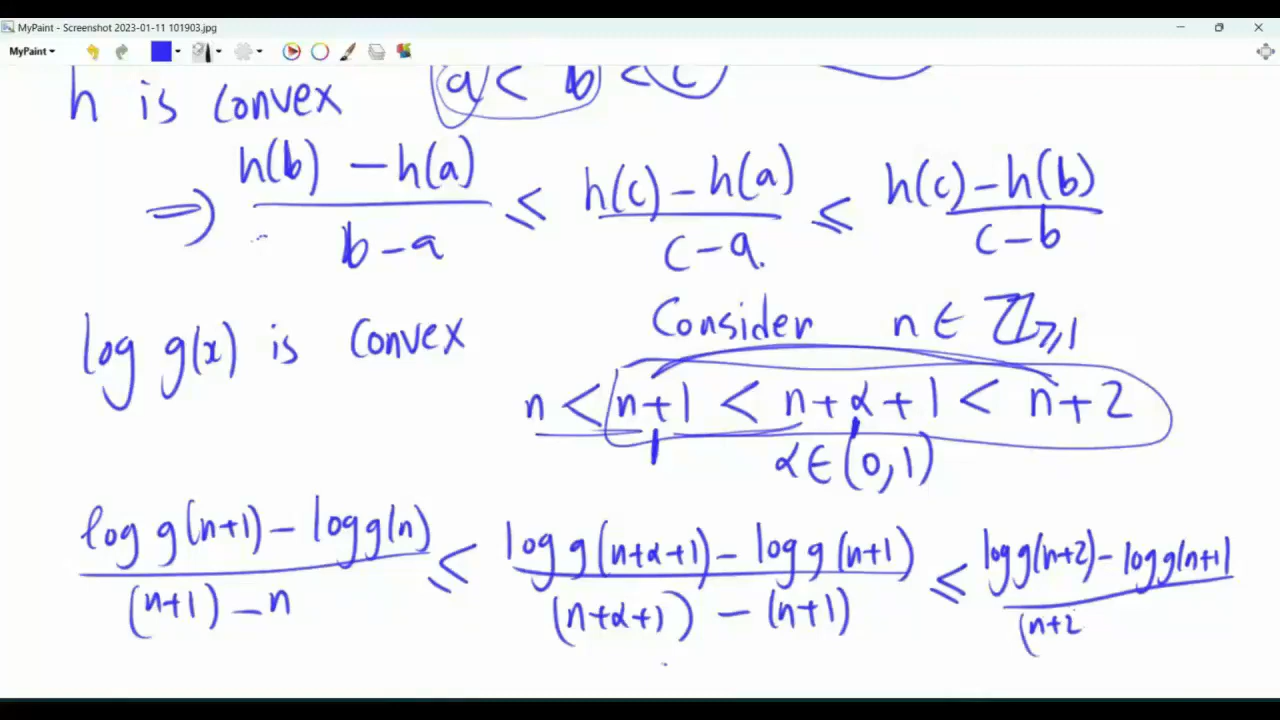 MyPaint - Screenshot 2023-01-11 101903.jpg
MyPaint
h is convex a < b < c
⇒ (h(b) − h(a))/(b − a) ≤ (h(c) − h(a))/(c − a) ≤ (h(c) − h(b))/(c − b)
log g(x) is convex
Consider n ∈ ℤ≥1
n < n+1 < n+α+1 < n+2
α ∈ (0,1)
(log g(n+1) − log g(n))/((n+1) − n) ≤ (log g(n+α+1) − log g(n+1))/((n+α+1) − (n+1)) ≤ (log g(n+2) − log g(n+1))/((n+2